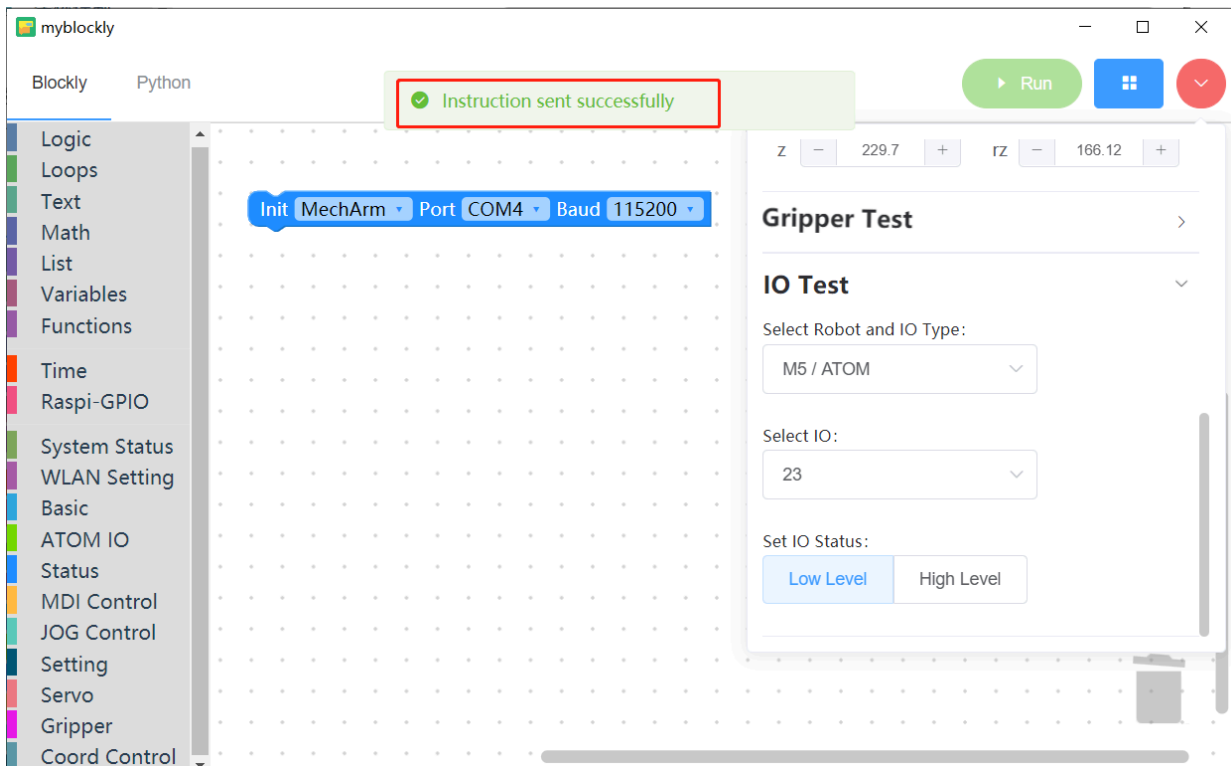 myblockly
Blockly Python
Instruction sent successfully
Run
Logic
Loops
Text
Math
List
Variables
Functions
Time
Raspi-GPIO
System Status
WLAN Setting
Basic
ATOM IO
Status
MDI Control
JOG Control
Setting
Servo
Gripper
Coord Control
Init MechArm Port COM4 Baud 115200
z − 229.7 + rz − 166.12 +
Gripper Test
IO Test
Select Robot and IO Type:
M5 / ATOM
Select IO:
23
Set IO Status:
Low Level High Level